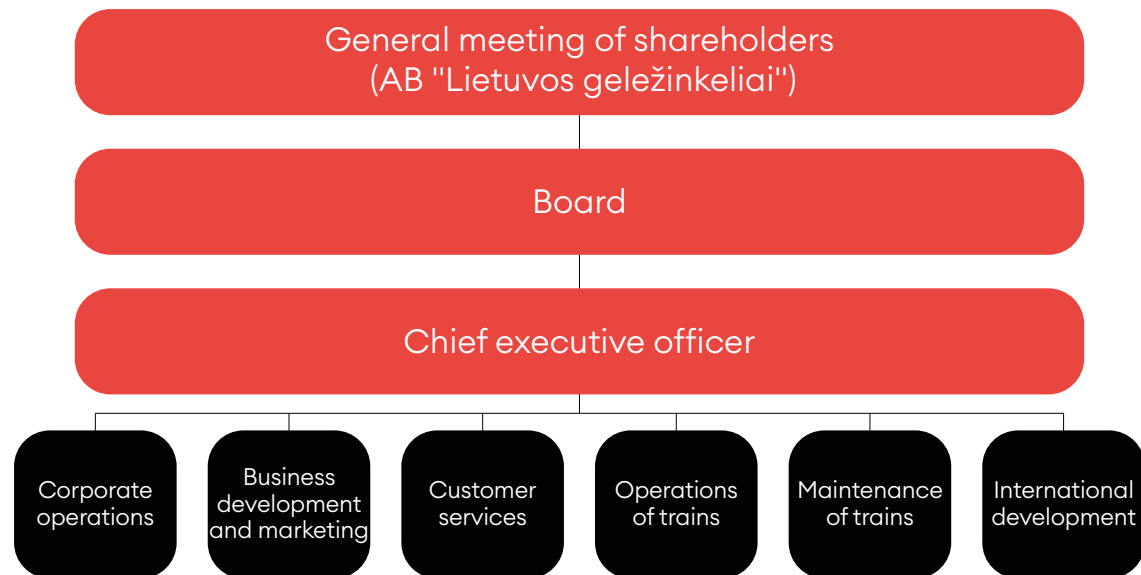 General meeting of shareholders
(AB "Lietuvos geležinkeliai")
Board
Chief executive officer
Corporate
operations
Business
development
and marketing
Customer
services
Operations
of trains
Maintenance
of trains
International
development